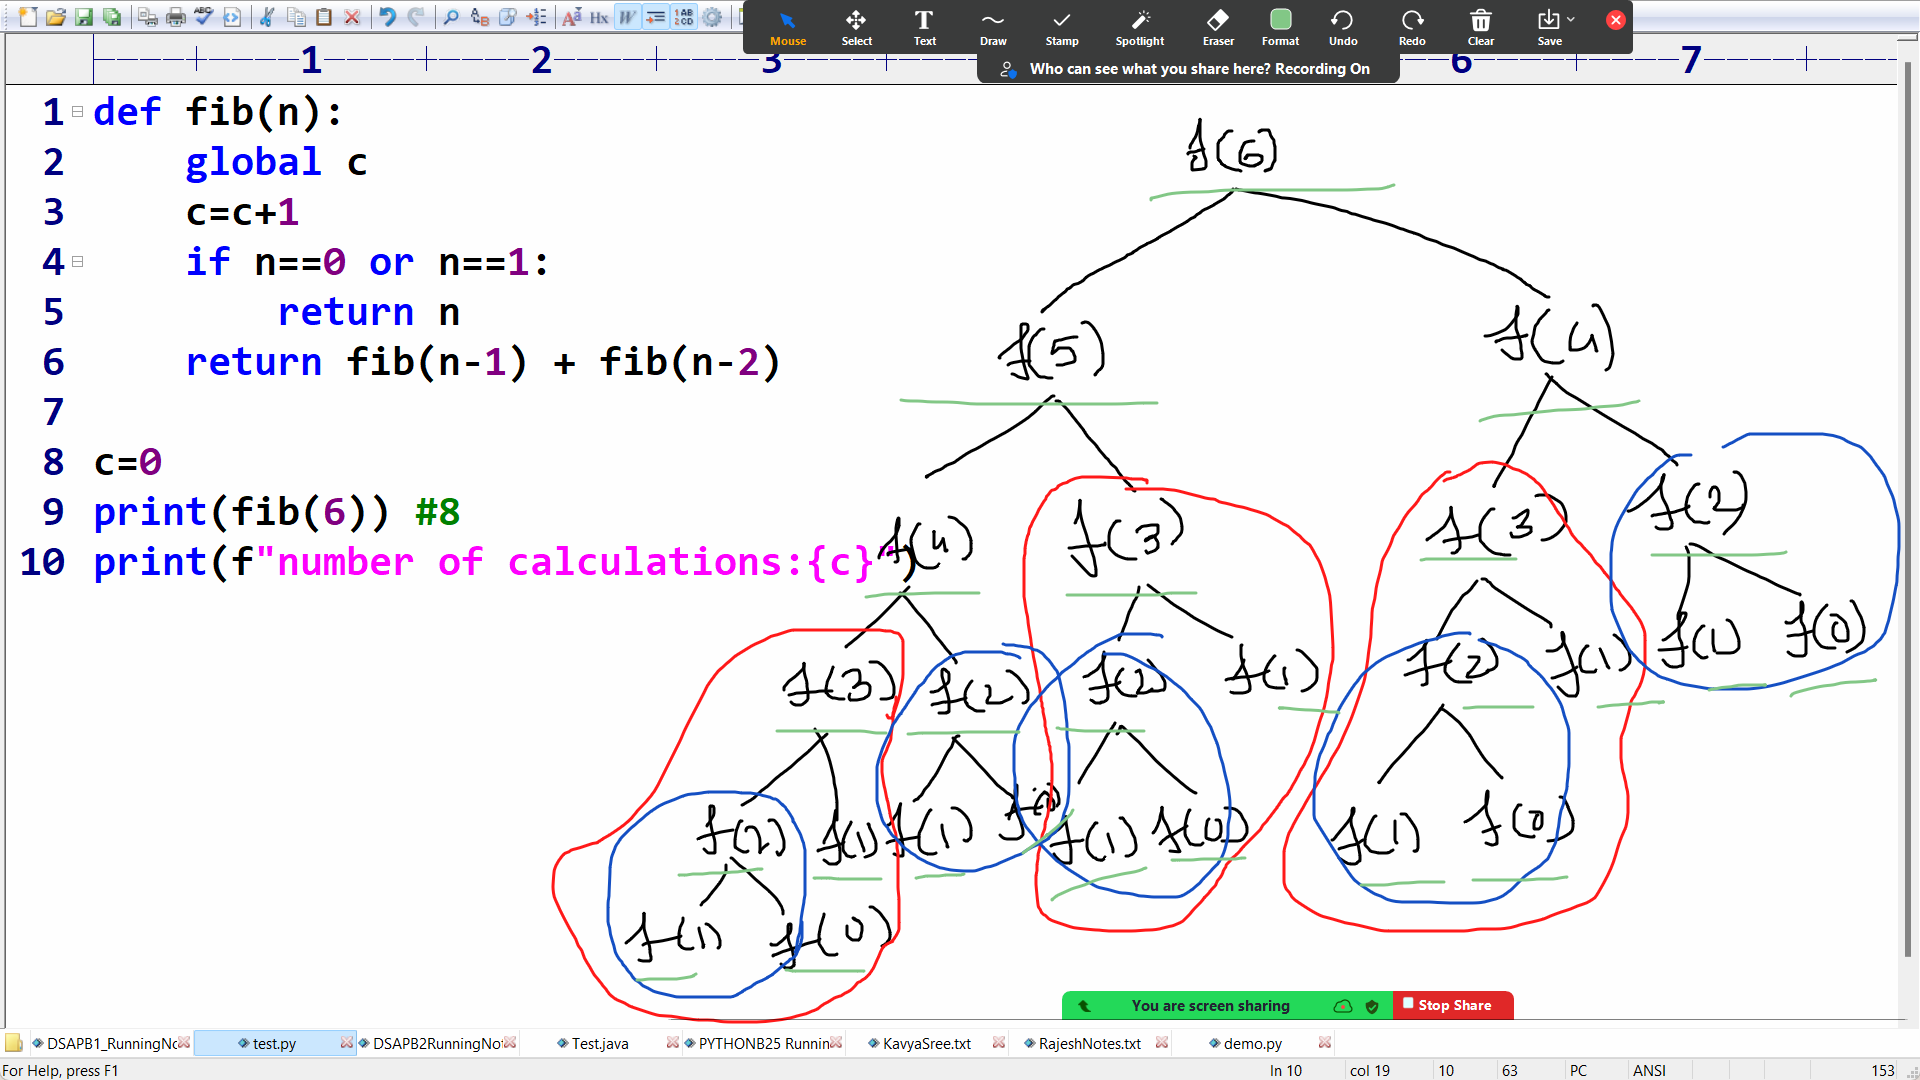 Mouse Select Text Draw Stamp Spotlight Eraser Format Undo Redo Clear Save
Who can see what you share here? Recording On
1 2 3 6 7
1 def fib(n):
2 global c
3 c=c+1
4 if n==0 or n==1:
5 return n
6 return fib(n-1) + fib(n-2)
7
8 c=0
9 print(fib(6)) #8
10 print(f"number of calculations:{c}")
f(6)
f(5) f(4)
f(4) f(3) f(3) f(2)
f(3) f(2) f(2) f(1) f(2) f(1) f(1) f(0)
f(2) f(1) f(1) f(0) f(1) f(0) f(1) f(0)
f(1) f(0)
You are screen sharing Stop Share
DSAPB1_RunningNo test.py DSAPB2RunningNot Test.java PYTHONB25 Runnin KavyaSree.txt RajeshNotes.txt demo.py
For Help, press F1 ln 10 col 19 10 63 PC ANSI 153